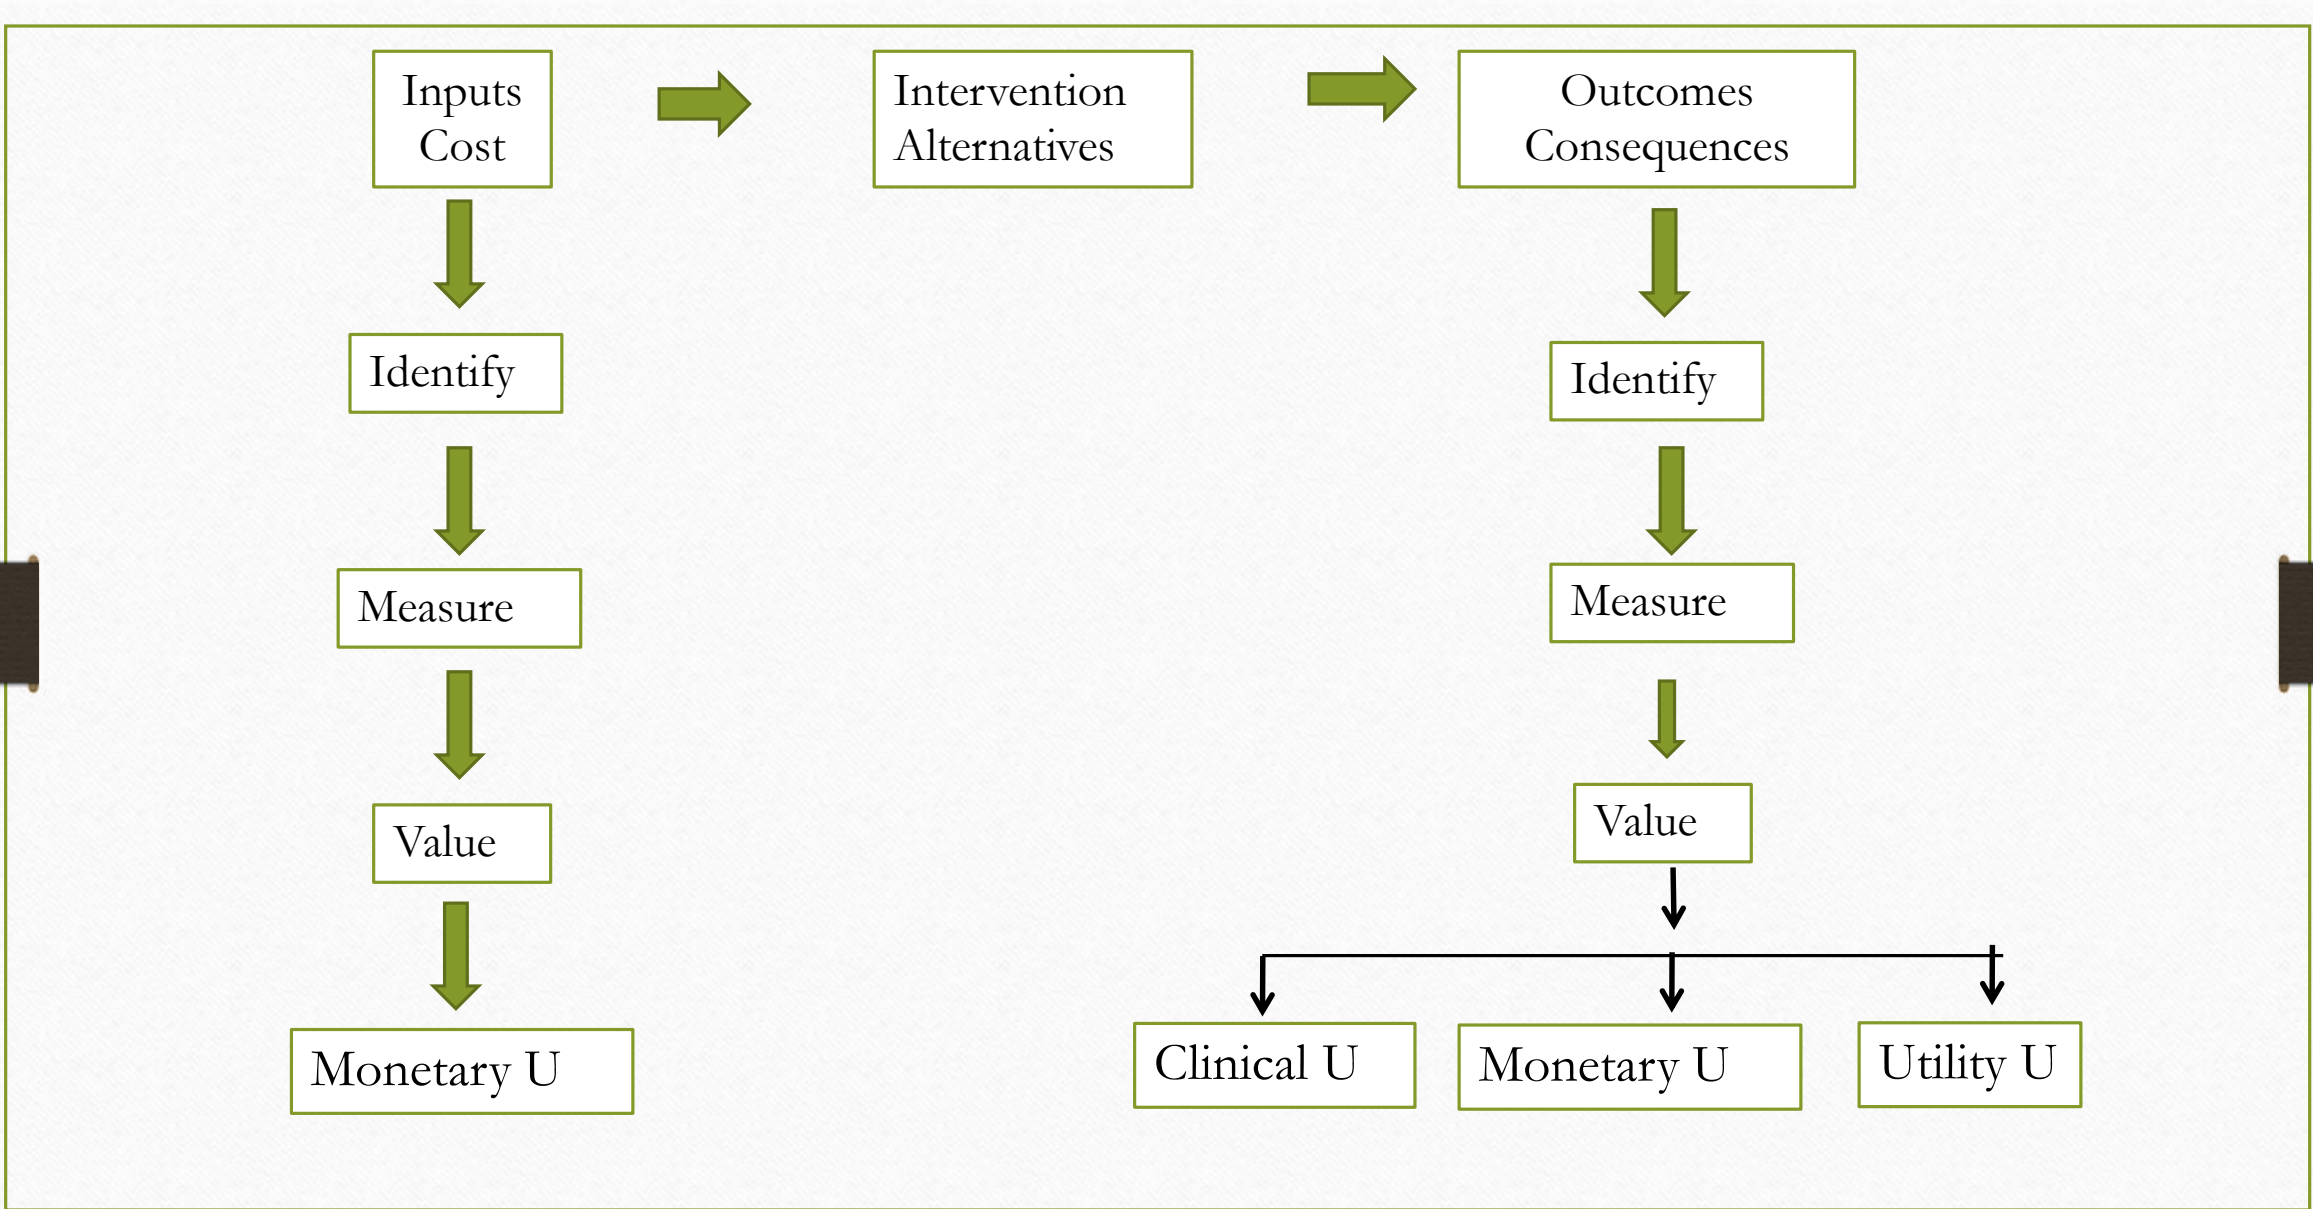 Inputs
Cost
Intervention
Alternatives
Outcomes
Consequences
Identify
Identify
Measure
Measure
Value
Value
Monetary U
Clinical U
Monetary U
Utility U